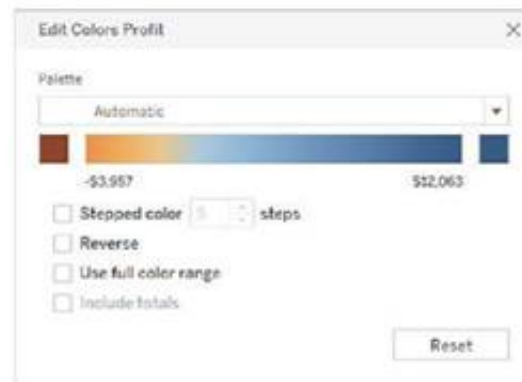 Edit Colors Profit
Palette
Automatic
-$3,957 $12,063
Stepped color 5 steps
Reverse
Use full color range
Include totals
Reset